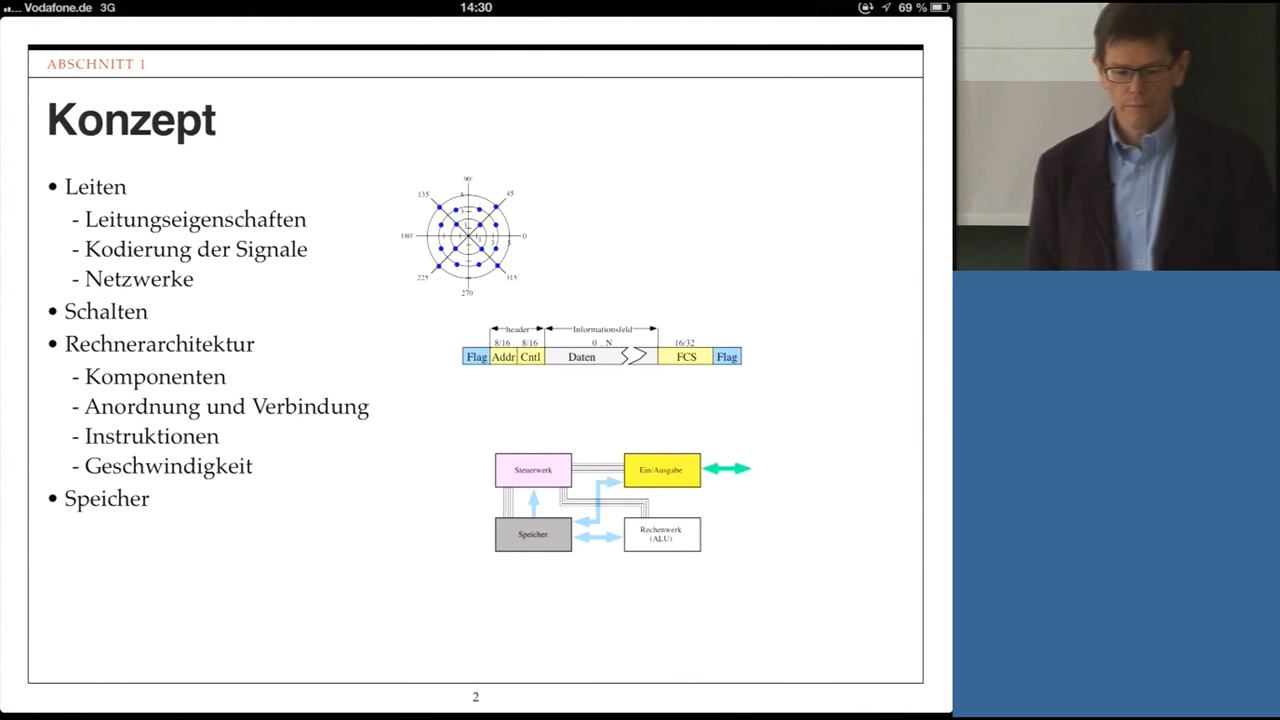 Vodafone.de 3G 14:30 69 %
ABSCHNITT 1
Konzept
• Leiten
- Leitungseigenschaften
- Kodierung der Signale
- Netzwerke
• Schalten
• Rechnerarchitektur
- Komponenten
- Anordnung und Verbindung
- Instruktionen
- Geschwindigkeit
• Speicher
90
135 45
180 0
225 315
270
header Informationsfeld
8/16 8/16 0 .. N 16/32
Flag Addr Cntl Daten FCS Flag
Steuerwerk Ein/Ausgabe
Speicher Rechenwerk
(ALU)
2